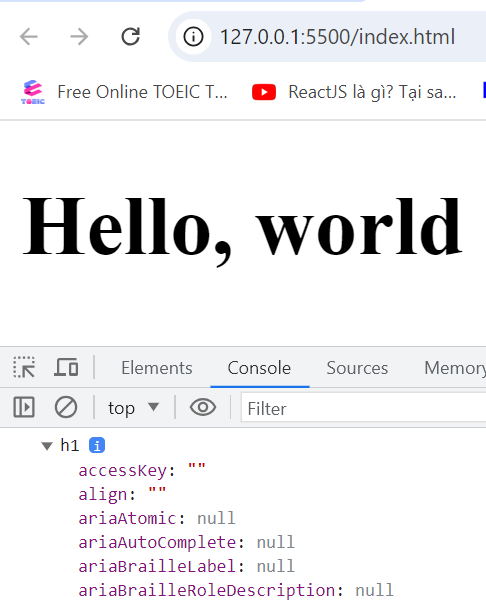 127.0.0.1:5500/index.html
TOEIC Free Online TOEIC T... ReactJS là gì? Tại sa...
Hello, world
Elements Console Sources Memory
top Filter
h1 i
accessKey: ""
align: ""
ariaAtomic: null
ariaAutoComplete: null
ariaBrailleLabel: null
ariaBrailleRoleDescription: null